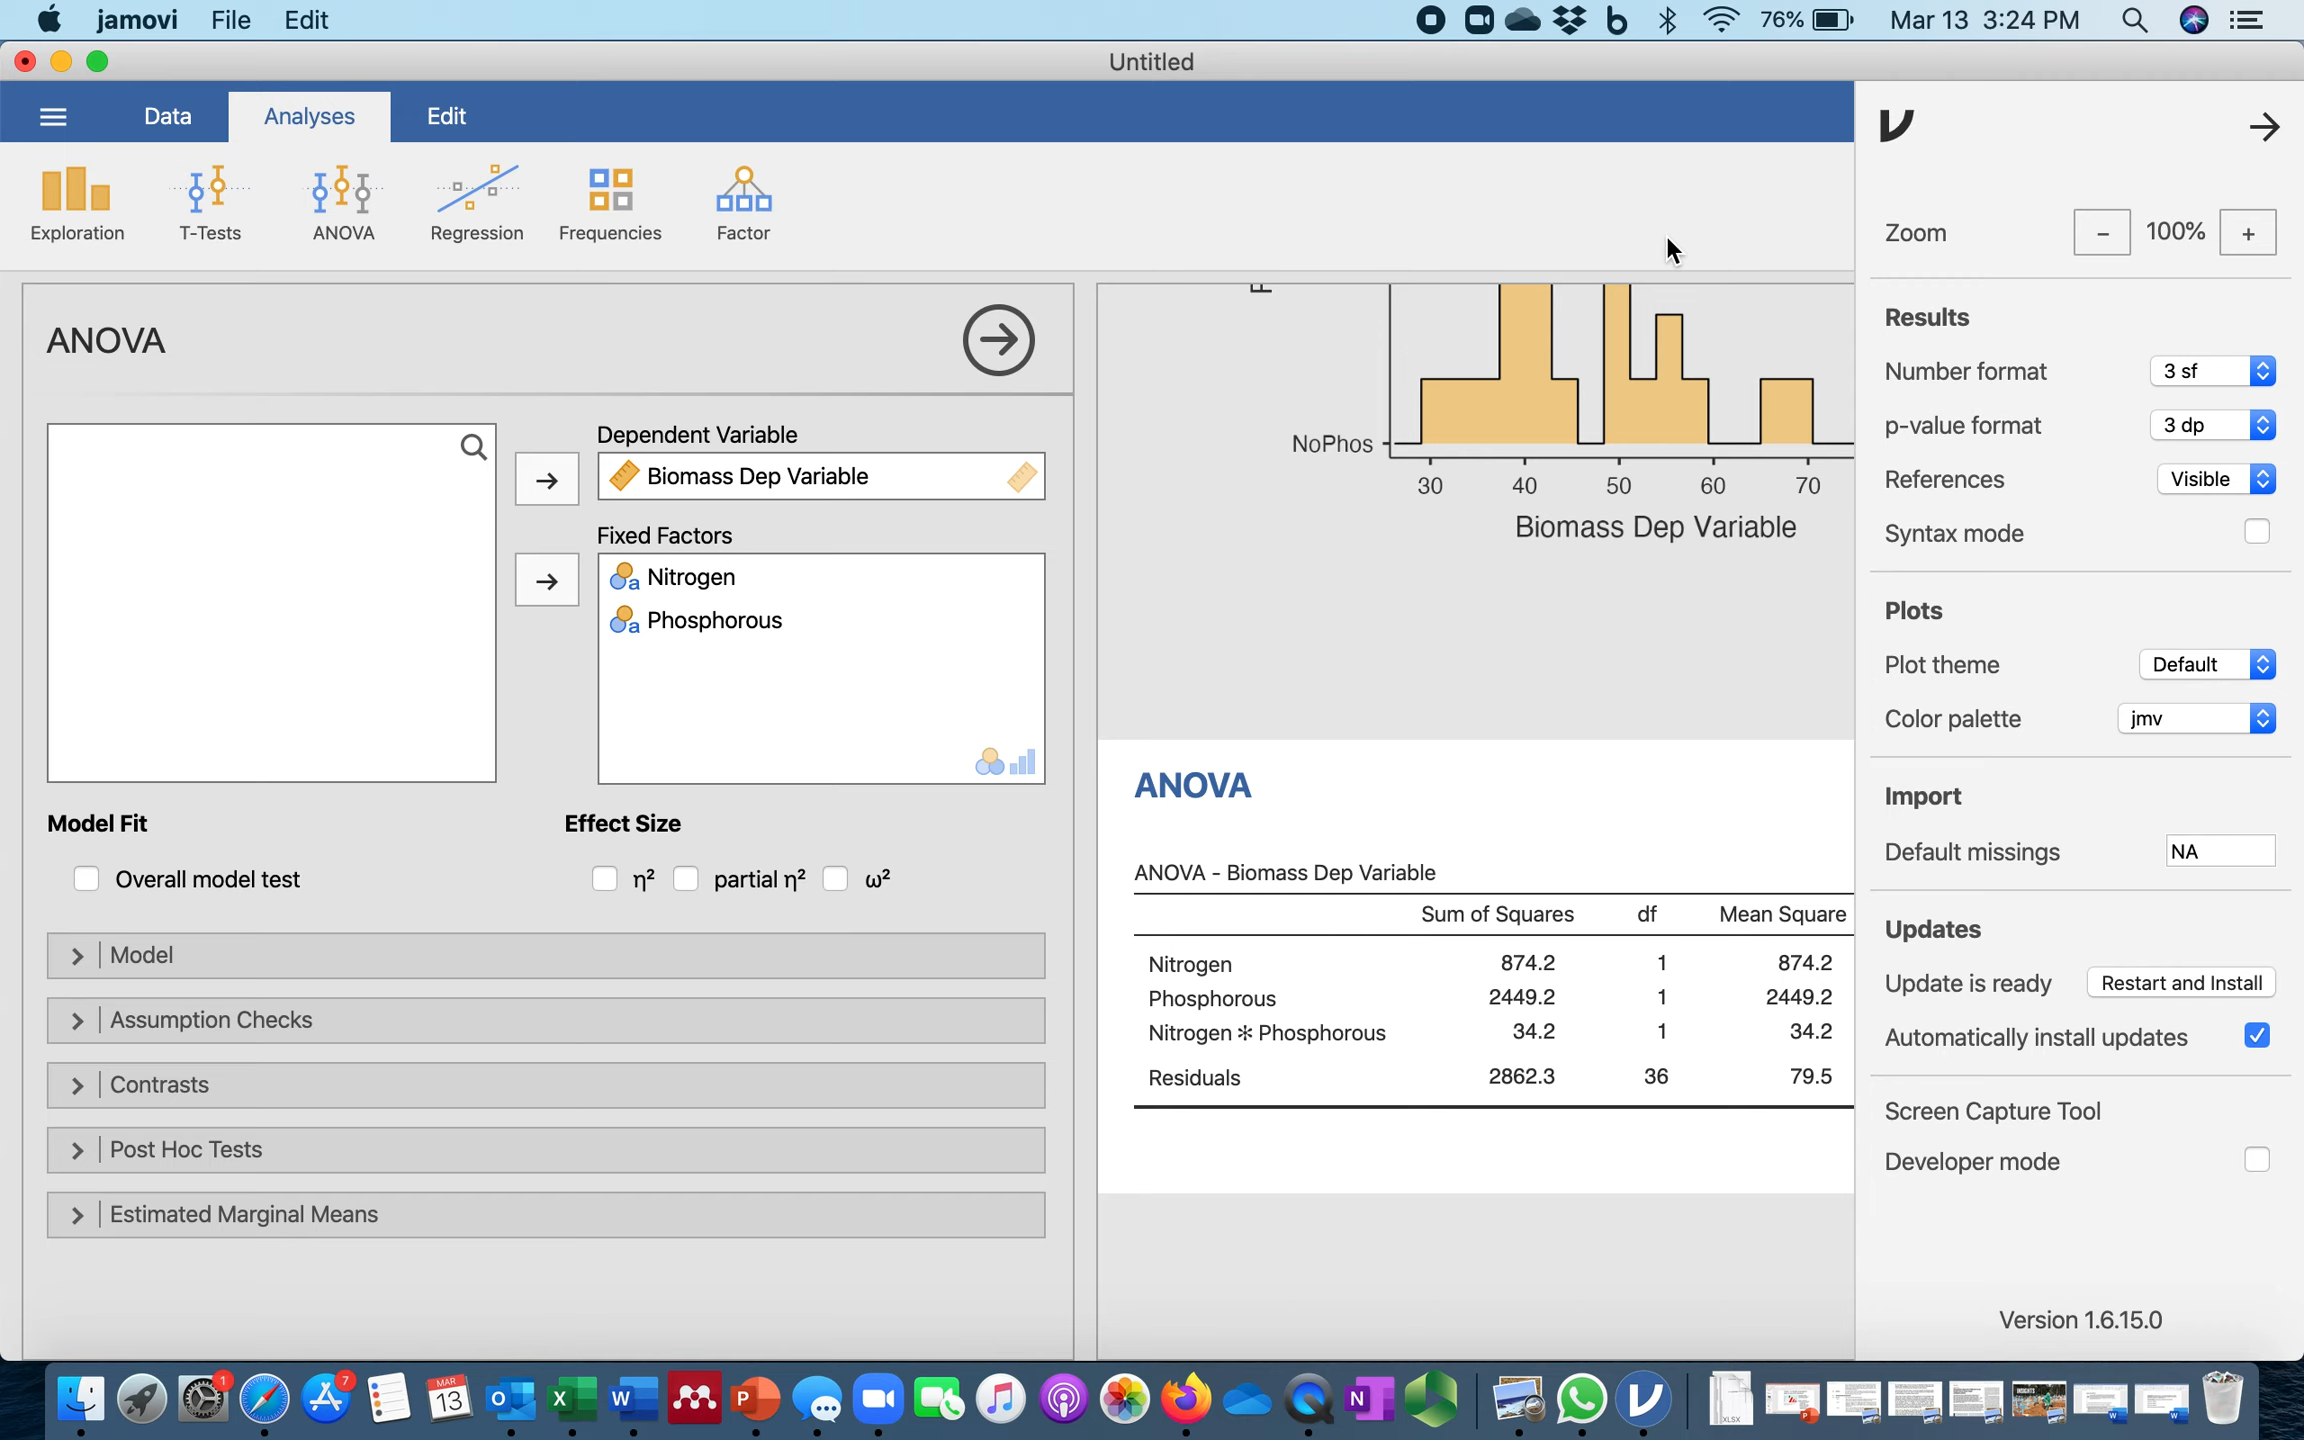 jamovi File Edit 76% Mar 13 3:24 PM
Untitled
Data Analyses Edit
Exploration T-Tests ANOVA Regression Frequencies Factor
ANOVA
Dependent Variable
Biomass Dep Variable
Fixed Factors
a Nitrogen
a Phosphorous
Model Fit
Overall model test
Effect Size
η² partial η² ω²
Model
Assumption Checks
Contrasts
Post Hoc Tests
Estimated Marginal Means
NoPhos
30 40 50 60 70
Biomass Dep Variable
ANOVA
ANOVA - Biomass Dep Variable
Sum of Squares df Mean Square
Nitrogen 874.2 1 874.2
Phosphorous 2449.2 1 2449.2
Nitrogen ✻ Phosphorous 34.2 1 34.2
Residuals 2862.3 36 79.5
Zoom - 100% +
Results
Number format 3 sf
p-value format 3 dp
References Visible
Syntax mode
Plots
Plot theme Default
Color palette jmv
Import
Default missings NA
Updates
Update is ready Restart and Install
Automatically install updates
Screen Capture Tool
Developer mode
Version 1.6.15.0
1 7 MAR 13 O X W P N XLSX P W W